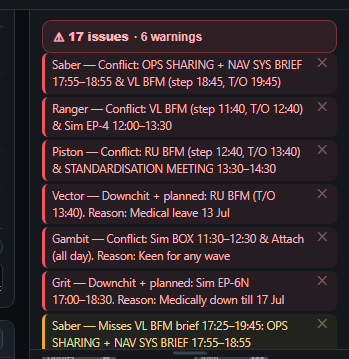 ⚠ 17 issues · 6 warnings
Saber — Conflict: OPS SHARING + NAV SYS BRIEF
17:55–18:55 & VL BFM (step 18:45, T/O 19:45)
Ranger — Conflict: VL BFM (step 11:40, T/O 12:40)
& Sim EP-4 12:00–13:30
Piston — Conflict: RU BFM (step 12:40, T/O 13:40)
& STANDARDISATION MEETING 13:30–14:30
Vector — Downchit + planned: RU BFM (T/O
13:40). Reason: Medical leave 13 Jul
Gambit — Conflict: Sim BOX 11:30–12:30 & Attach
(all day). Reason: Keen for any wave
Grit — Downchit + planned: Sim EP-6N
17:00–18:30. Reason: Medically down till 17 Jul
Saber — Misses VL BFM brief 17:25–19:45: OPS
SHARING + NAV SYS BRIEF 17:55–18:55